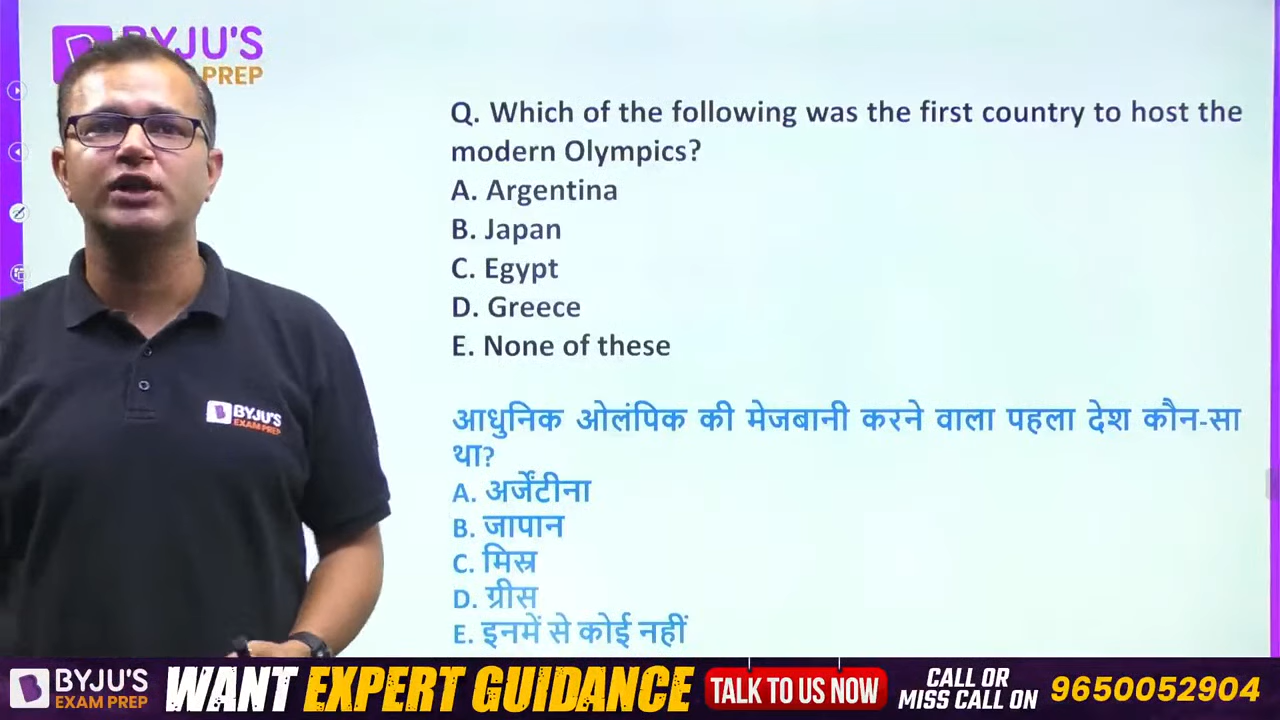 BYJU'S
PREP
Q. Which of the following was the first country to host the
modern Olympics?
A. Argentina
B. Japan
C. Egypt
D. Greece
E. None of these
आधुनिक ओलंपिक की मेजबानी करने वाला पहला देश कौन-सा
था?
A. अर्जेंटीना
B. जापान
C. मिस्र
D. ग्रीस
E. इनमें से कोई नहीं
BYJU'S
EXAM PREP
BYJU'S
EXAM PREP
WANT EXPERT GUIDANCE
TALK TO US NOW
CALL OR
MISS CALL ON
9650052904